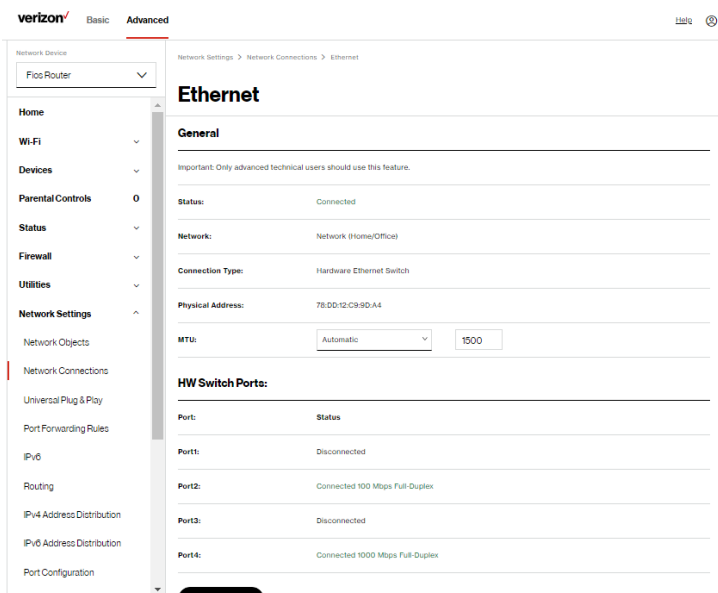 verizon Basic Advanced Help
Network Device
Fios Router
Network Settings > Network Connections > Ethernet
Ethernet
Home
Wi-Fi
Devices
Parental Controls 0
Status
Firewall
Utilities
Network Settings
Network Objects
Network Connections
Universal Plug & Play
Port Forwarding Rules
IPv6
Routing
IPv4 Address Distribution
IPv6 Address Distribution
Port Configuration
General
Important: Only advanced technical users should use this feature.
Status: Connected
Network: Network (Home/Office)
Connection Type: Hardware Ethernet Switch
Physical Address: 78:DD:12:C9:9D:A4
MTU: Automatic 1500
HW Switch Ports:
Port: Status
Port1: Disconnected
Port2: Connected 100 Mbps Full-Duplex
Port3: Disconnected
Port4: Connected 1000 Mbps Full-Duplex